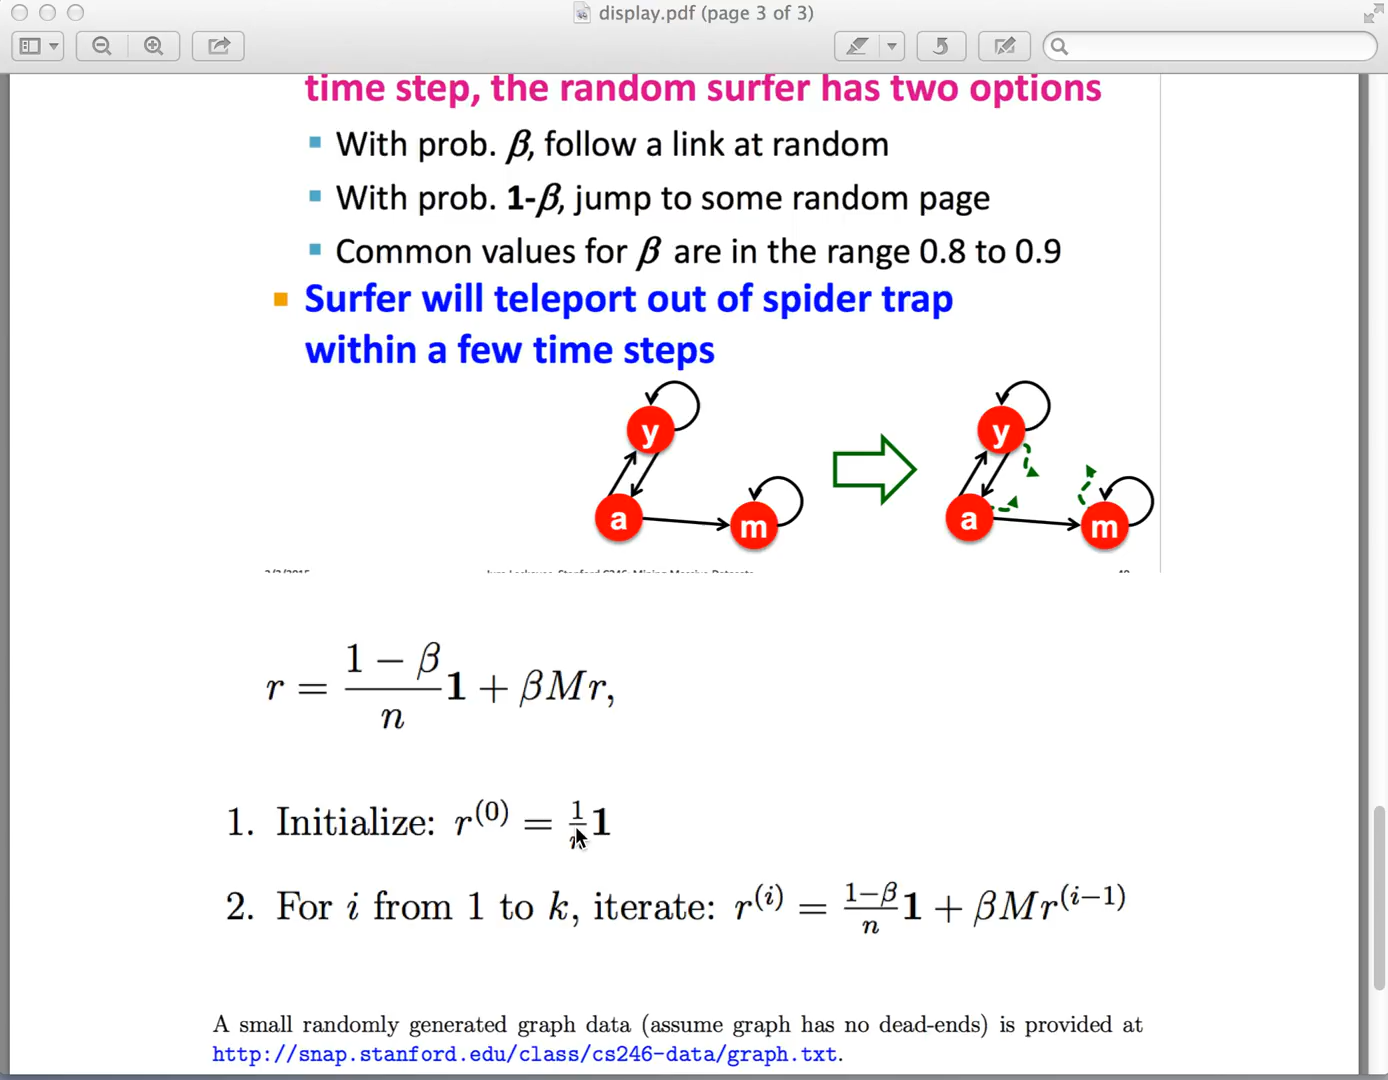 display.pdf (page 3 of 3)
time step, the random surfer has two options
With prob. β, follow a link at random
With prob. 1-β, jump to some random page
Common values for β are in the range 0.8 to 0.9
Surfer will teleport out of spider trap
within a few time steps
y
a
m
y
a
m
r = \frac{1 − β}{n}𝟏 + βMr,
1. Initialize: r^{(0)} = \frac{1}{n}𝟏
2. For i from 1 to k, iterate: r^{(i)} = \frac{1−β}{n}𝟏 + βMr^{(i−1)}
A small randomly generated graph data (assume graph has no dead-ends) is provided at
http://snap.stanford.edu/class/cs246-data/graph.txt.